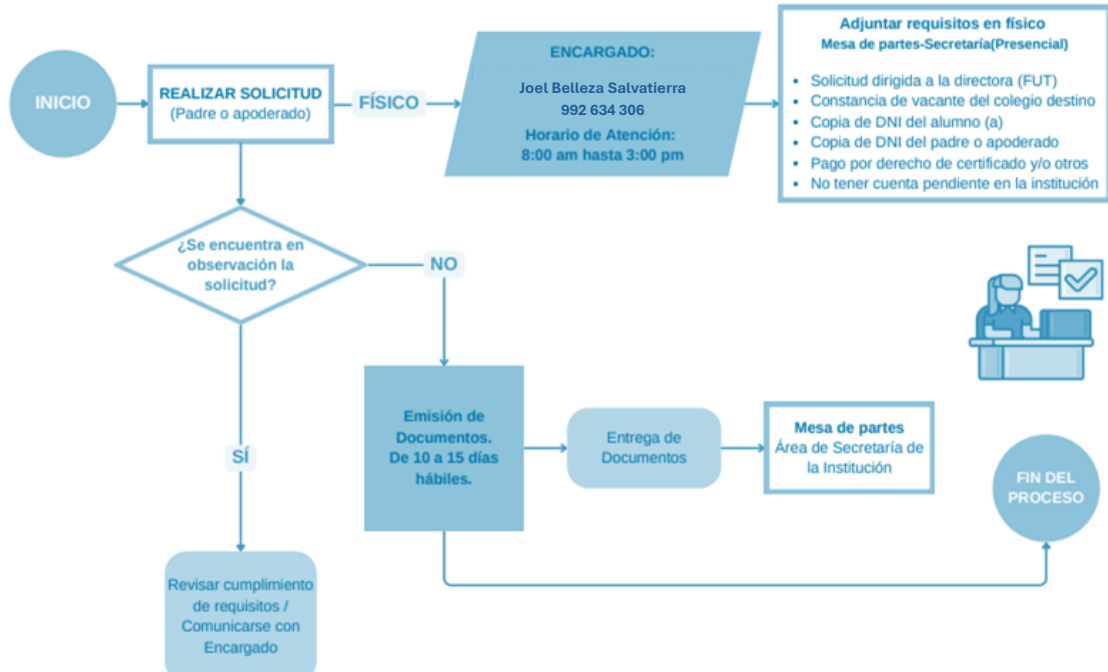 INICIO
REALIZAR SOLICITUD
(Padre o apoderado)
FÍSICO
ENCARGADO:
Joel Belleza Salvatierra
992 634 306
Horario de Atención:
8:00 am hasta 3:00 pm
Adjuntar requisitos en físico
Mesa de partes-Secretaría(Presencial)
• Solicitud dirigida a la directora (FUT)
• Constancia de vacante del colegio destino
• Copia de DNI del alumno (a)
• Copia de DNI del padre o apoderado
• Pago por derecho de certificado y/o otros
• No tener cuenta pendiente en la institución
¿Se encuentra en
observación la
solicitud?
NO
SÍ
Emisión de
Documentos.
De 10 a 15 días
hábiles.
Entrega de
Documentos
Mesa de partes
Área de Secretaría de
la Institución
FIN DEL
PROCESO
Revisar cumplimiento
de requisitos /
Comunicarse con
Encargado